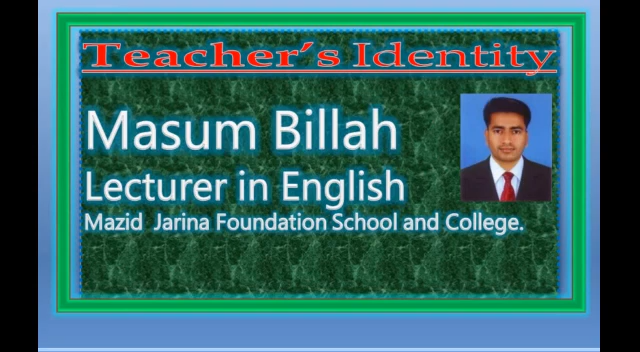 Teacher's Identity
Masum Billah
Lecturer in English
Mazid Jarina Foundation School and College.